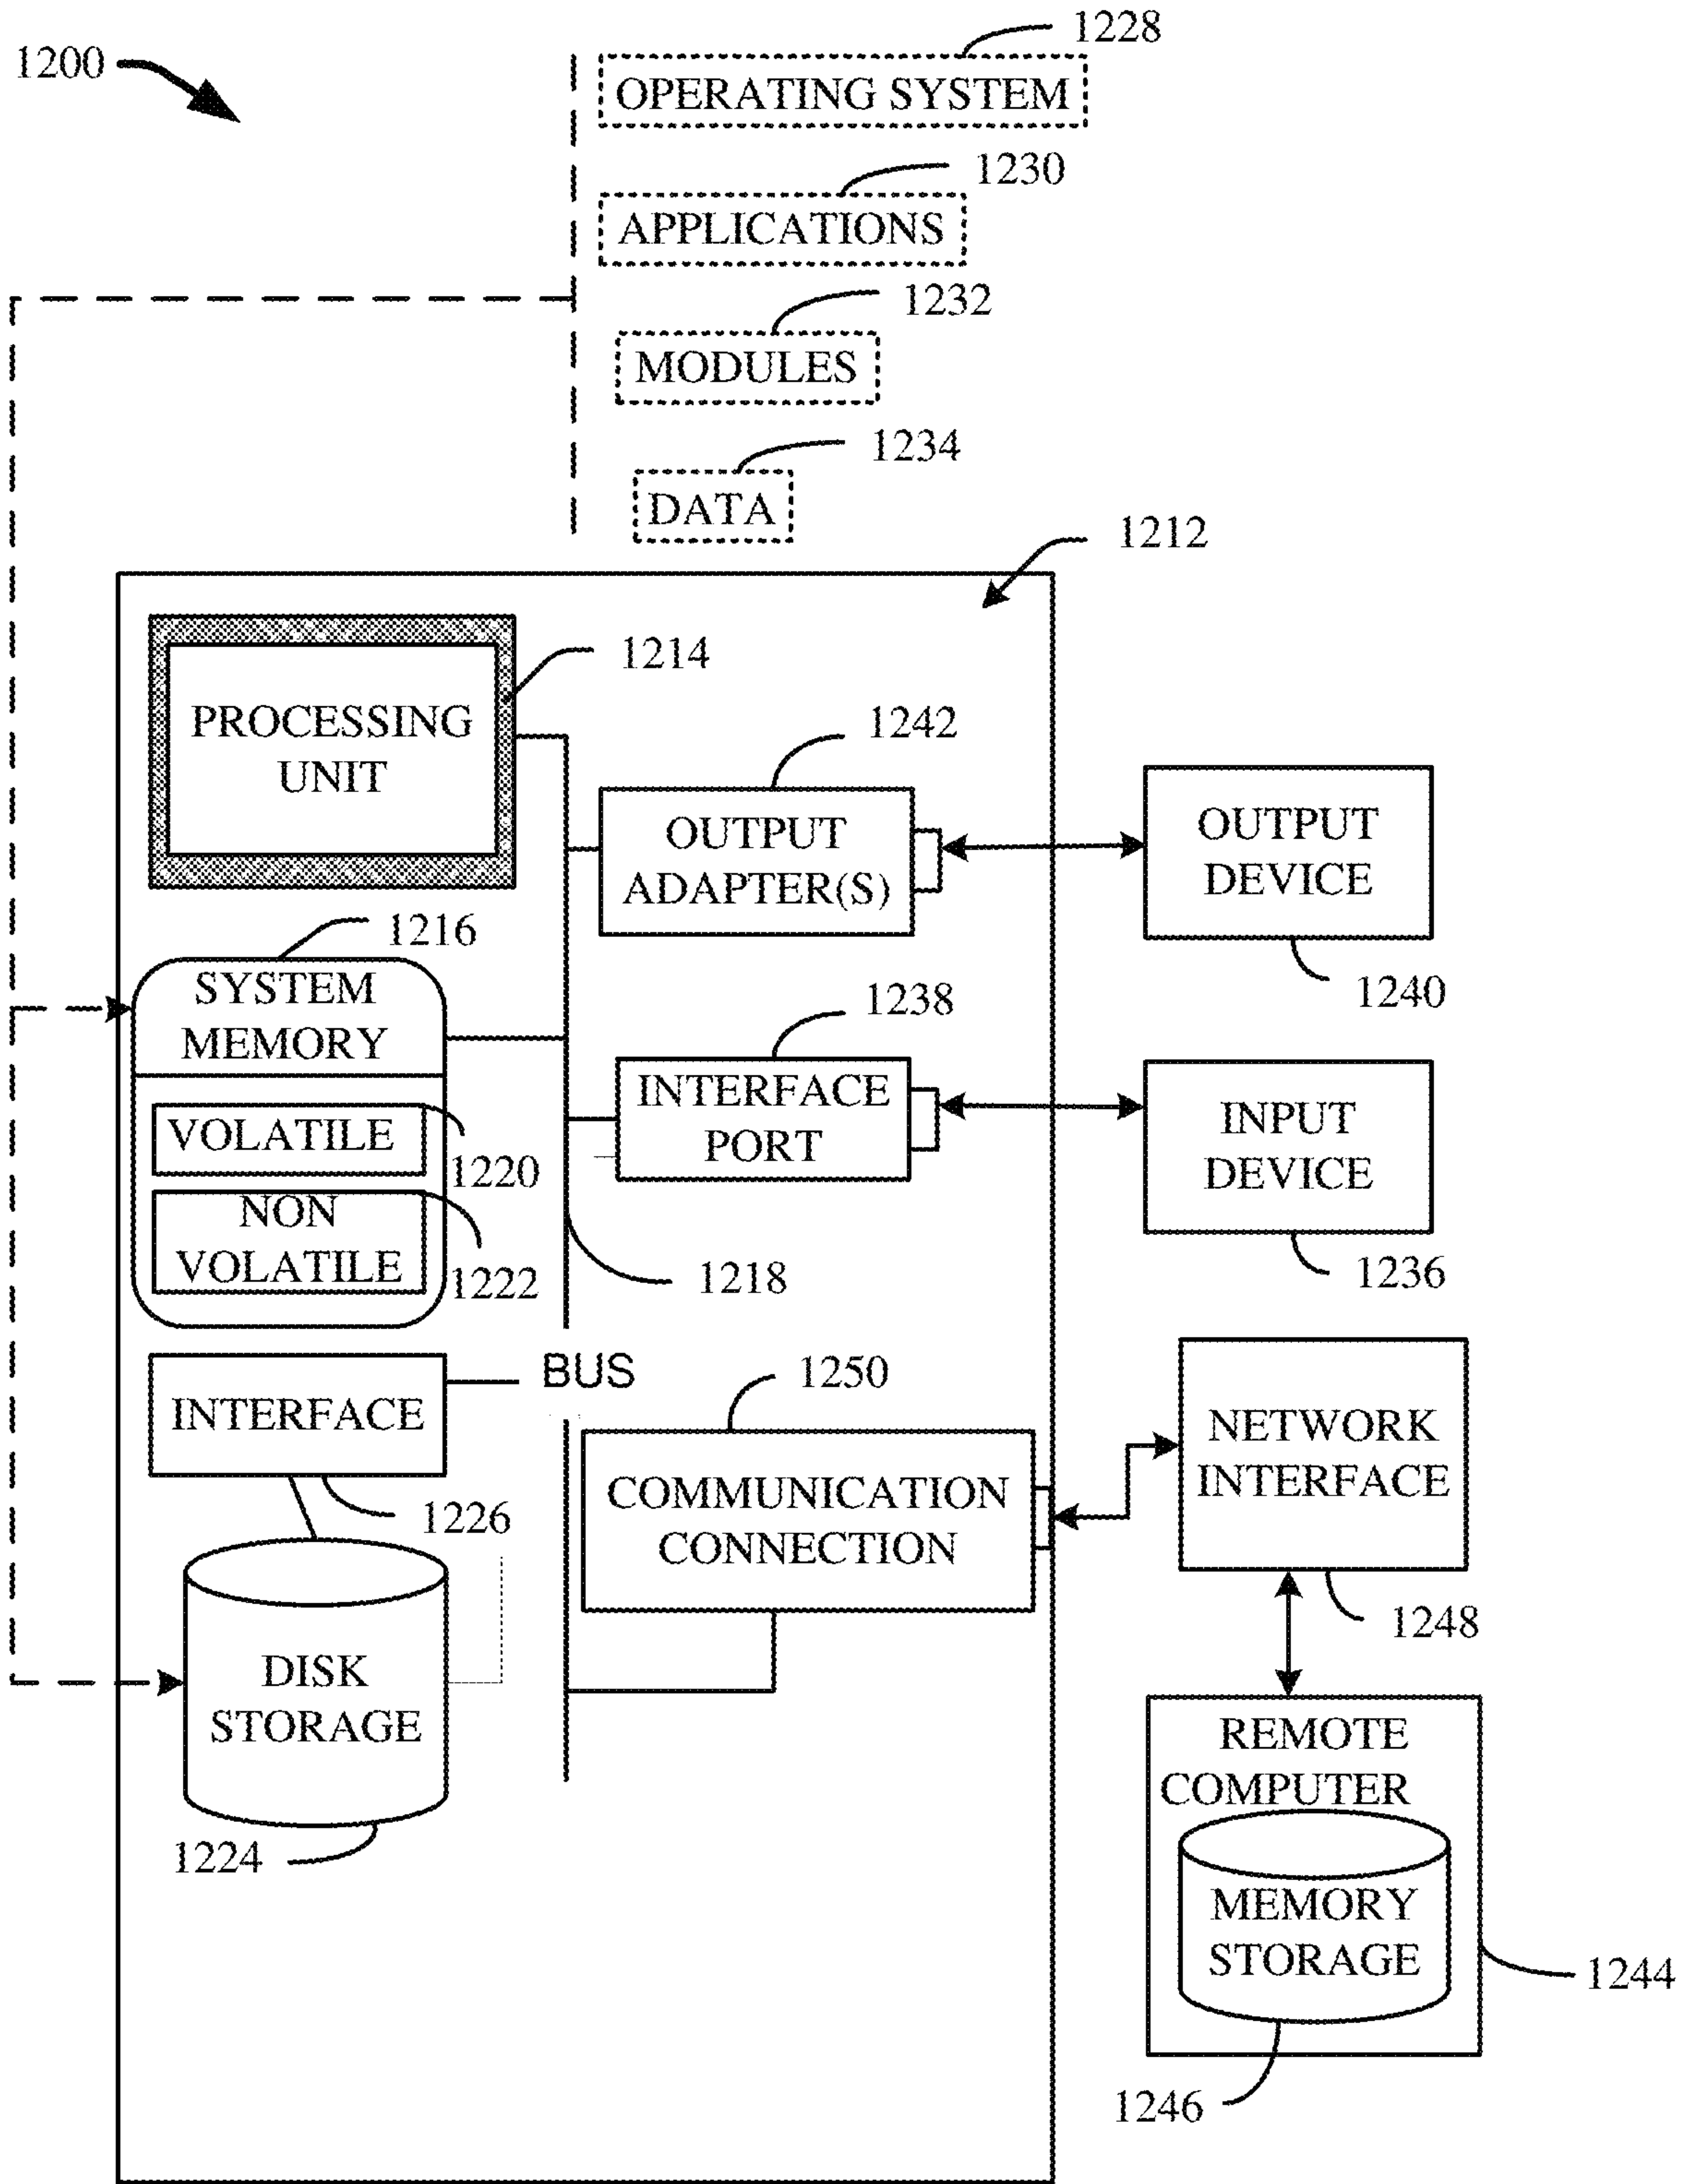 1200
1228
OPERATING SYSTEM
1230
APPLICATIONS
1232
MODULES
1234
DATA
1212
1214
PROCESSING
UNIT
1242
OUTPUT
ADAPTER(S)
OUTPUT
DEVICE
1240
1216
SYSTEM
MEMORY
VOLATILE
1220
NON
VOLATILE
1222
1238
INTERFACE
PORT
INPUT
DEVICE
1236
1218
BUS
INTERFACE
1226
1250
COMMUNICATION
CONNECTION
NETWORK
INTERFACE
1248
DISK
STORAGE
1224
REMOTE
COMPUTER
MEMORY
STORAGE
1244
1246